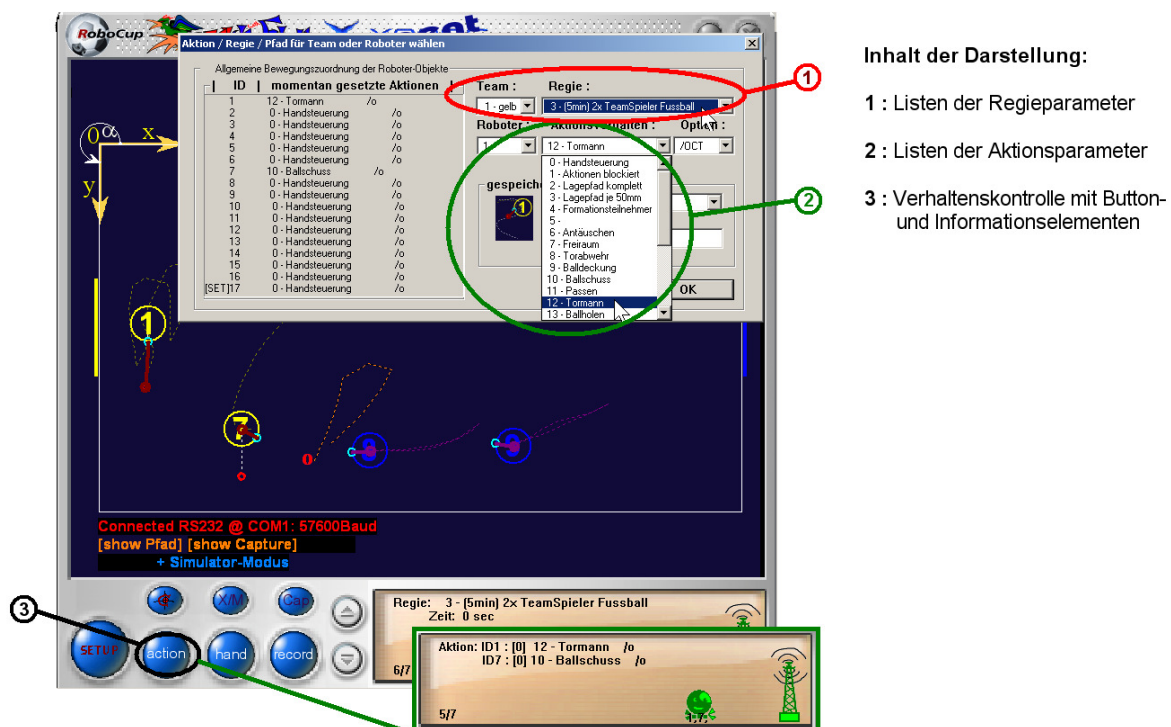 RoboCup
Aktion / Regie / Pfad für Team oder Roboter wählen
Allgemeine Bewegungszuordnung der Roboter-Objekte
-| ID | momentan gesetzte Aktionen |
1 12 - Tormann /o
2 0 - Handsteuerung /o
3 0 - Handsteuerung /o
4 0 - Handsteuerung /o
5 0 - Handsteuerung /o
6 0 - Handsteuerung /o
7 10 - Ballschuss /o
8 0 - Handsteuerung /o
9 0 - Handsteuerung /o
10 0 - Handsteuerung /o
11 0 - Handsteuerung /o
12 0 - Handsteuerung /o
13 0 - Handsteuerung /o
14 0 - Handsteuerung /o
15 0 - Handsteuerung /o
16 0 - Handsteuerung /o
[SET]17 0 - Handsteuerung /o
Team : Regie :
1 - gelb 3 - (5min) 2x TeamSpieler Fussball
Roboter : Aktionsverhalten : Option :
1 12 - Tormann /OCT
0 - Handsteuerung
1 - Aktionen blockiert
2 - Lagepfad komplett
3 - Lagepfad je 50mm
4 - Formationsteilnehmer
5 -
6 - Antäuschen
7 - Freiraum
8 - Torabwehr
9 - Balldeckung
10 - Ballschuss
11 - Passen
12 - Tormann
13 - Ballholen
gespeiche
1
OK
0 α x
y
1
7
0
8
9
Connected RS232 @ COM1: 57600Baud
[show Pfad] [show Capture]
+ Simulator-Modus
X/M Cap
SETUP action hand record
Regie: 3 - (5min) 2x TeamSpieler Fussball
Zeit: 0 sec
6/7
Aktion: ID1 : [0] 12 - Tormann /o
ID7 : [0] 10 - Ballschuss /o
5/7
1,7,
1
2
3
Inhalt der Darstellung:
1 : Listen der Regieparameter
2 : Listen der Aktionsparameter
3 : Verhaltenskontrolle mit Button-
und Informationselementen